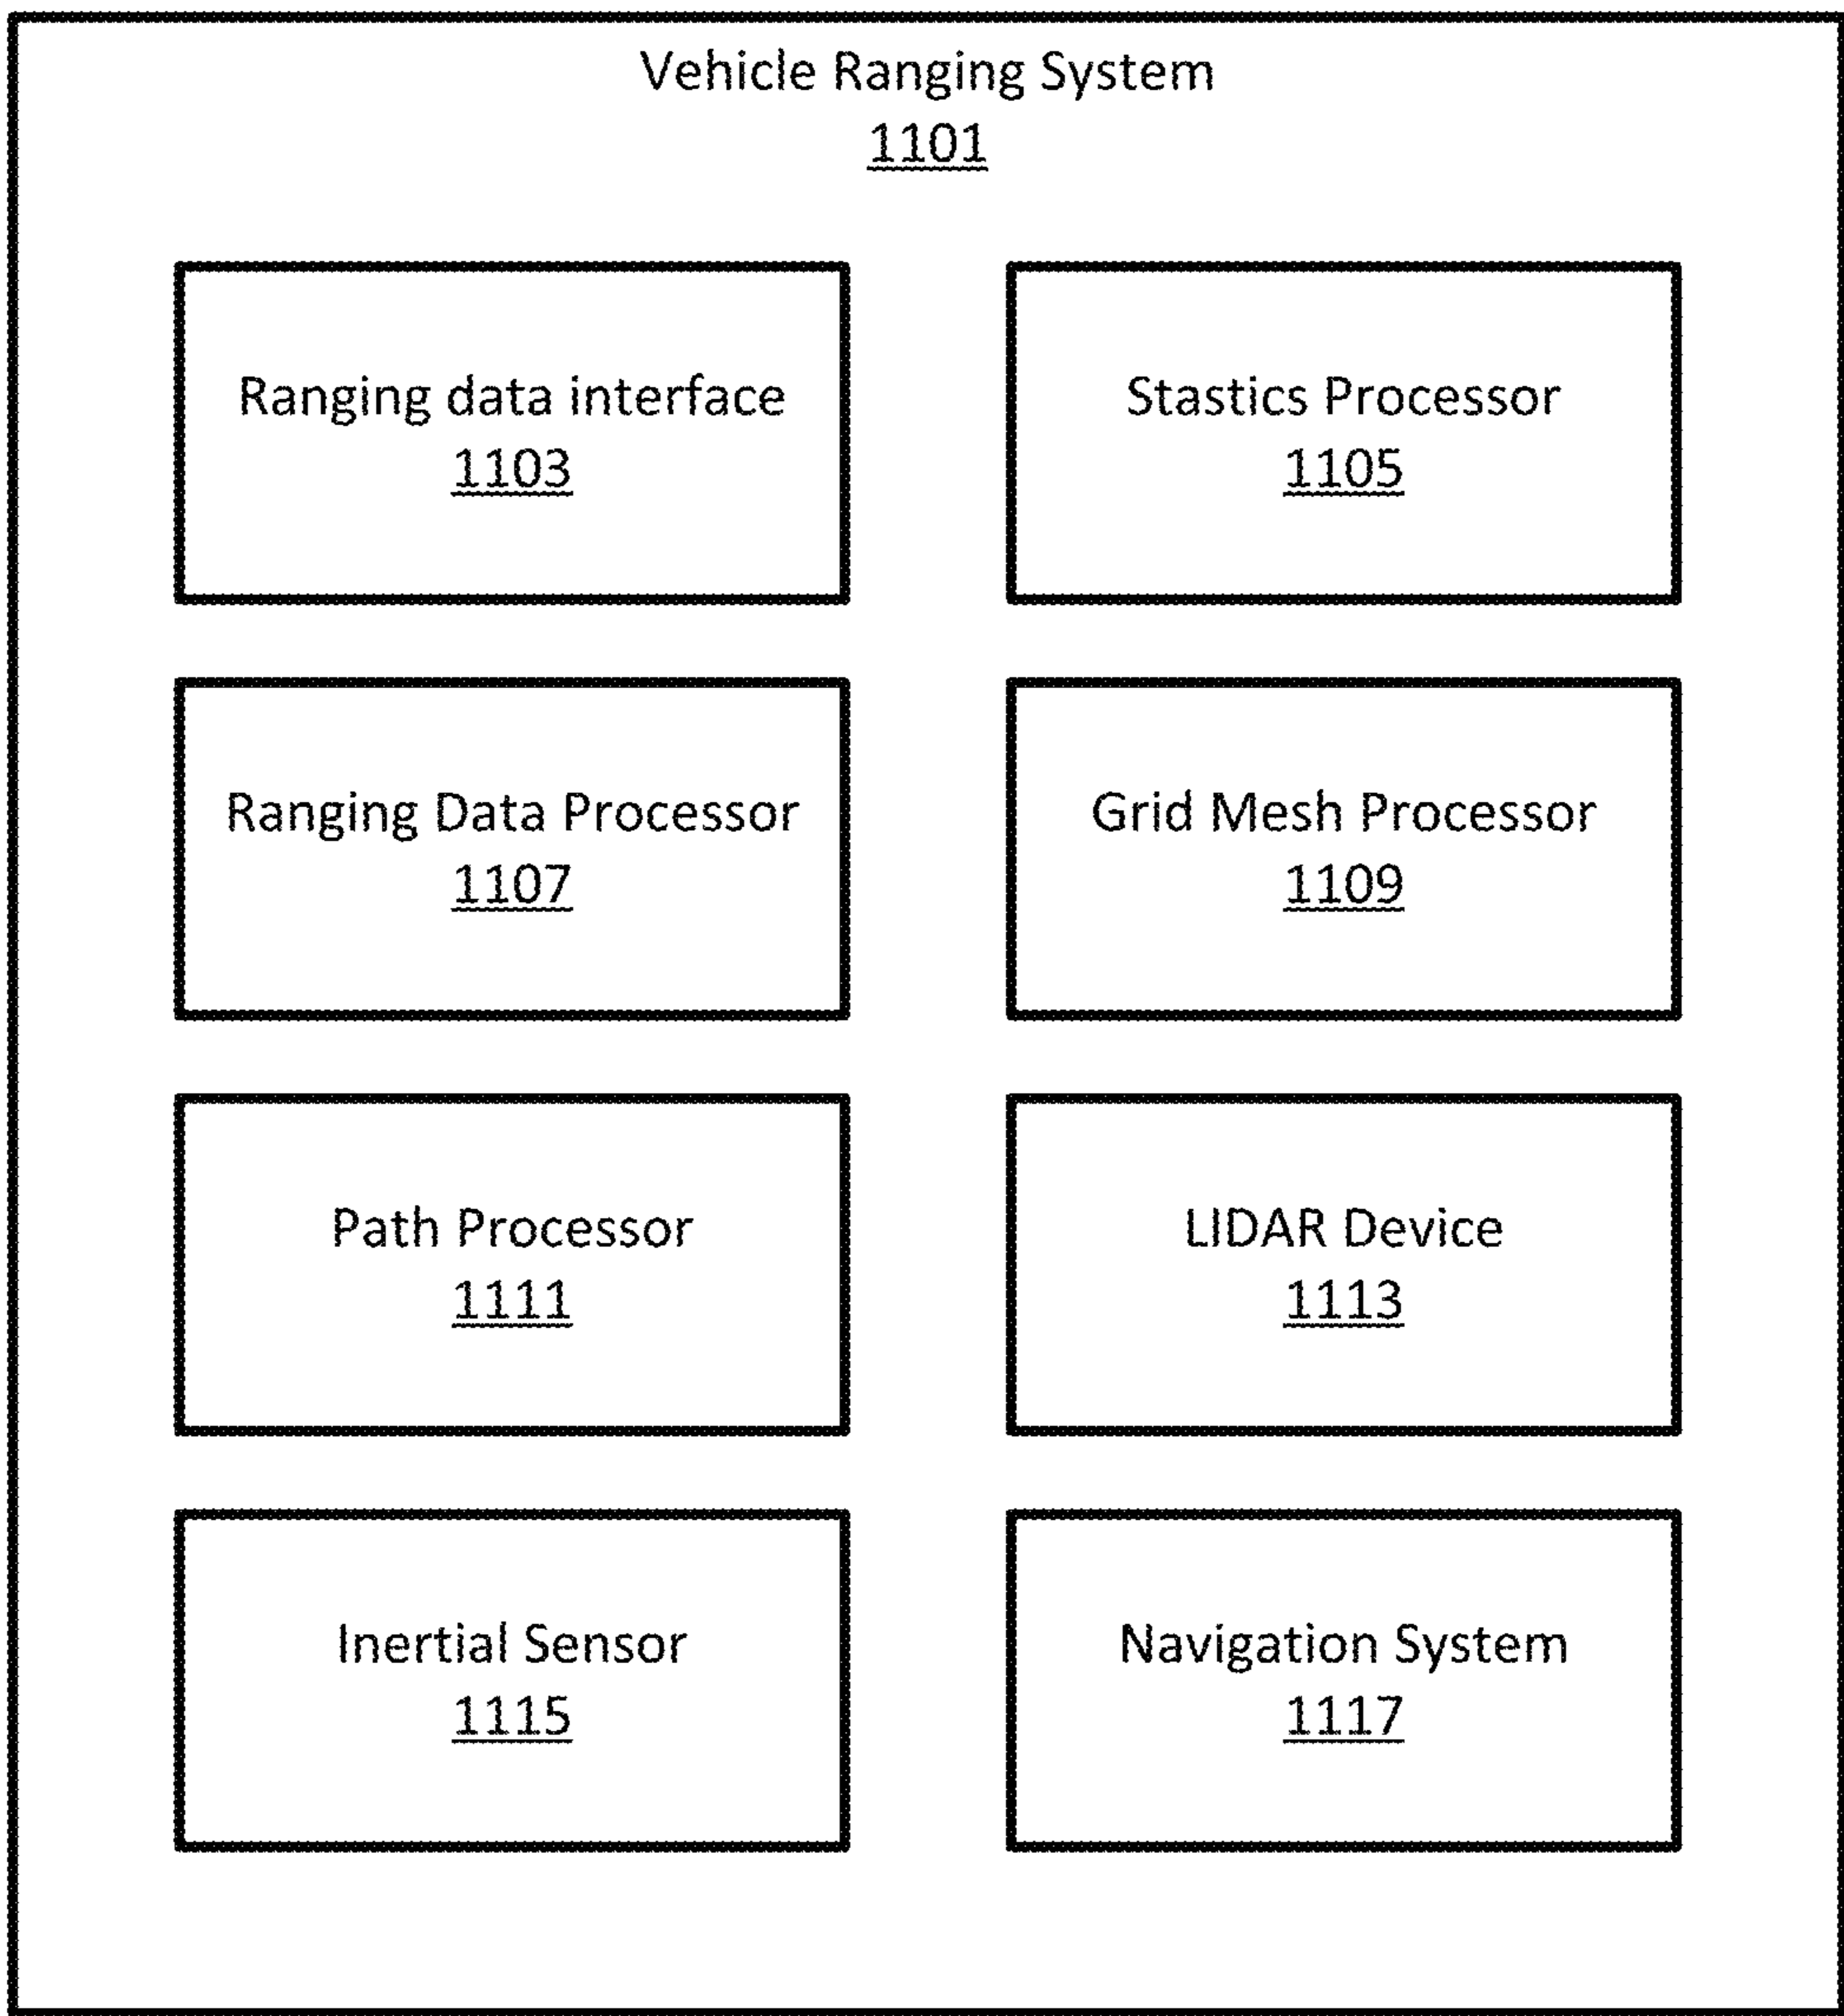 Vehicle Ranging System
1101
Ranging data interface
1103
Stastics Processor
1105
Ranging Data Processor
1107
Grid Mesh Processor
1109
Path Processor
1111
LIDAR Device
1113
Inertial Sensor
1115
Navigation System
1117